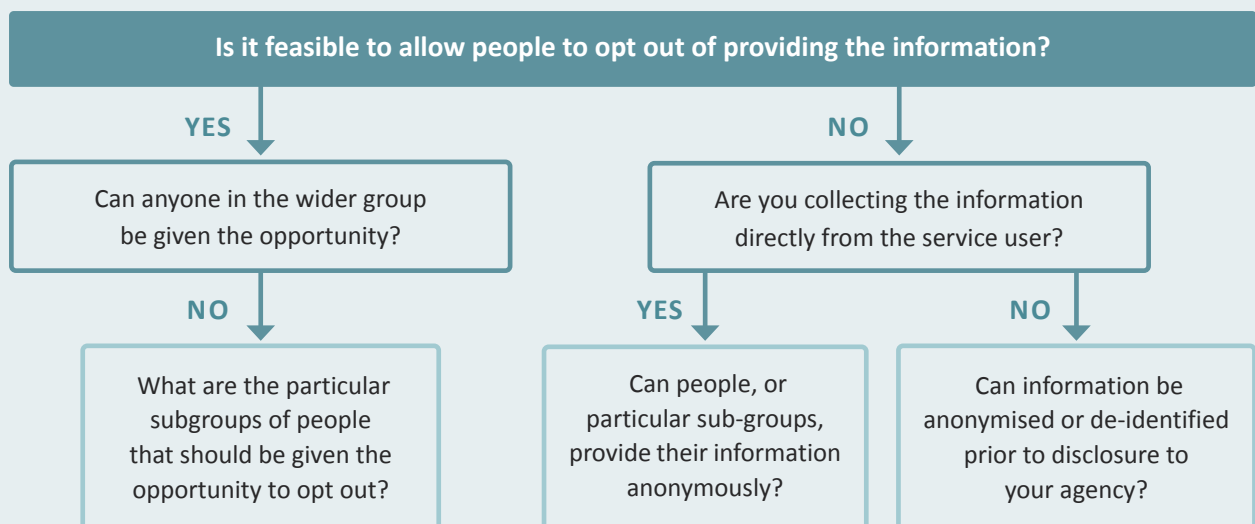 Is it feasible to allow people to opt out of providing the information?
YES
NO
Can anyone in the wider group
be given the opportunity?
Are you collecting the information
directly from the service user?
NO
YES
NO
What are the particular
subgroups of people
that should be given the
opportunity to opt out?
Can people, or
particular sub-groups,
provide their information
anonymously?
Can information be
anonymised or de-identified
prior to disclosure to
your agency?